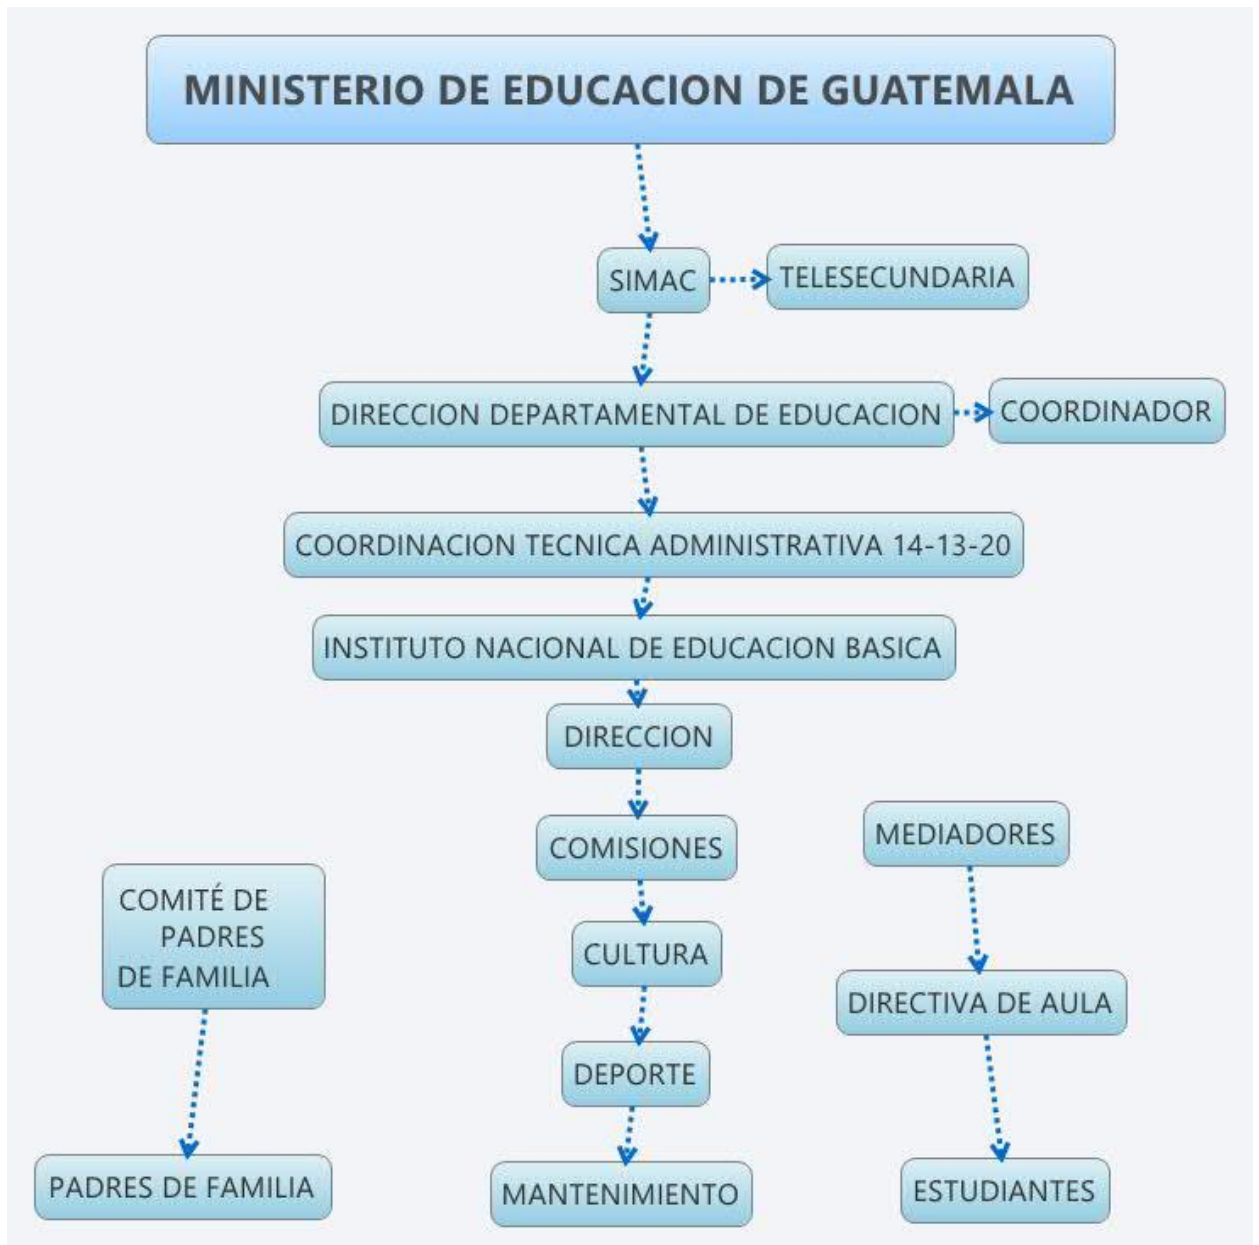 MINISTERIO DE EDUCACION DE GUATEMALA
SIMAC
TELESECUNDARIA
DIRECCION DEPARTAMENTAL DE EDUCACION
COORDINADOR
COORDINACION TECNICA ADMINISTRATIVA 14-13-20
INSTITUTO NACIONAL DE EDUCACION BASICA
DIRECCION
COMISIONES
MEDIADORES
COMITÉ DE
PADRES
DE FAMILIA
CULTURA
DIRECTIVA DE AULA
DEPORTE
PADRES DE FAMILIA
MANTENIMIENTO
ESTUDIANTES